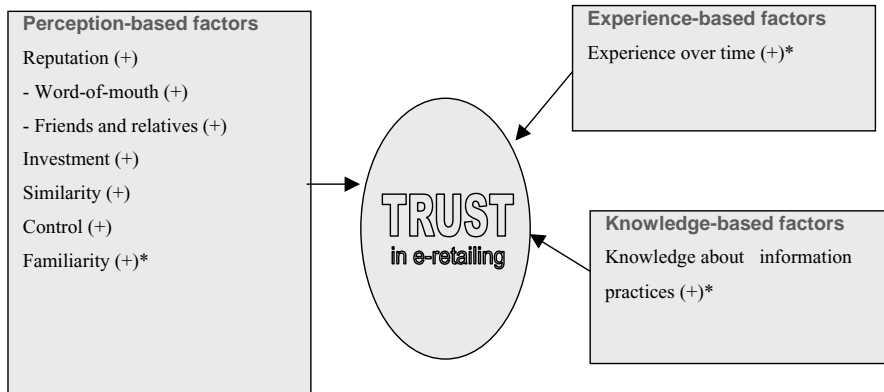 Perception-based factors
Reputation (+)
- Word-of-mouth (+)
- Friends and relatives (+)
Investment (+)
Similarity (+)
Control (+)
Familiarity (+)*
TRUST
in e-retailing
Experience-based factors
Experience over time (+)*
Knowledge-based factors
Knowledge about information
practices (+)*